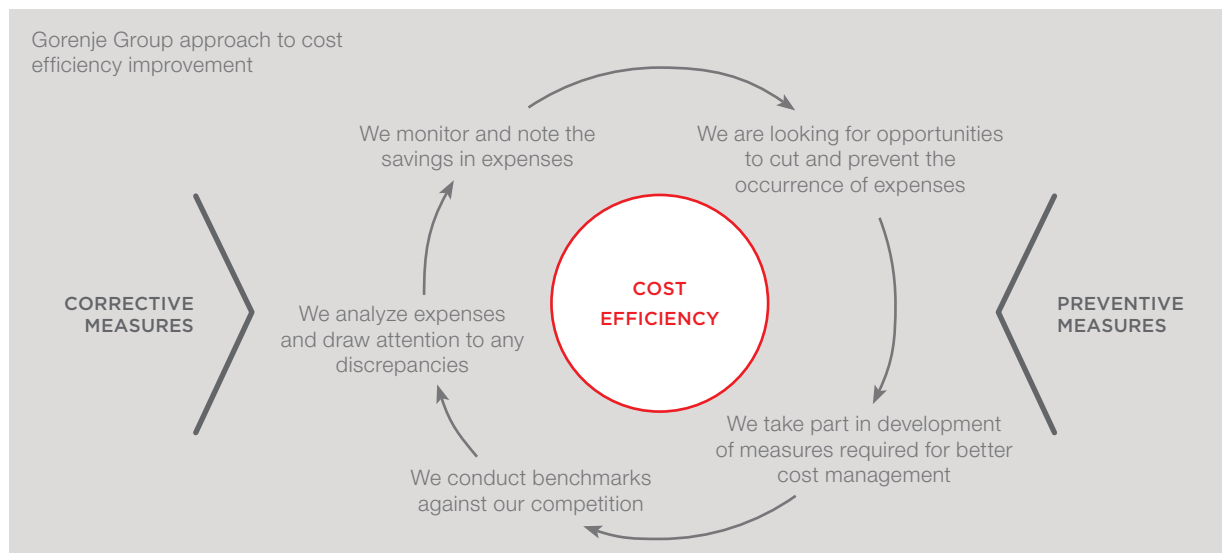 Gorenje Group approach to cost
efficiency improvement
We monitor and note the
savings in expenses
We are looking for opportunities
to cut and prevent the
occurrence of expenses
CORRECTIVE
MEASURES
We analyze expenses
and draw attention to any
discrepancies
COST
EFFICIENCY
PREVENTIVE
MEASURES
We take part in development
of measures required for better
cost management
We conduct benchmarks
against our competition